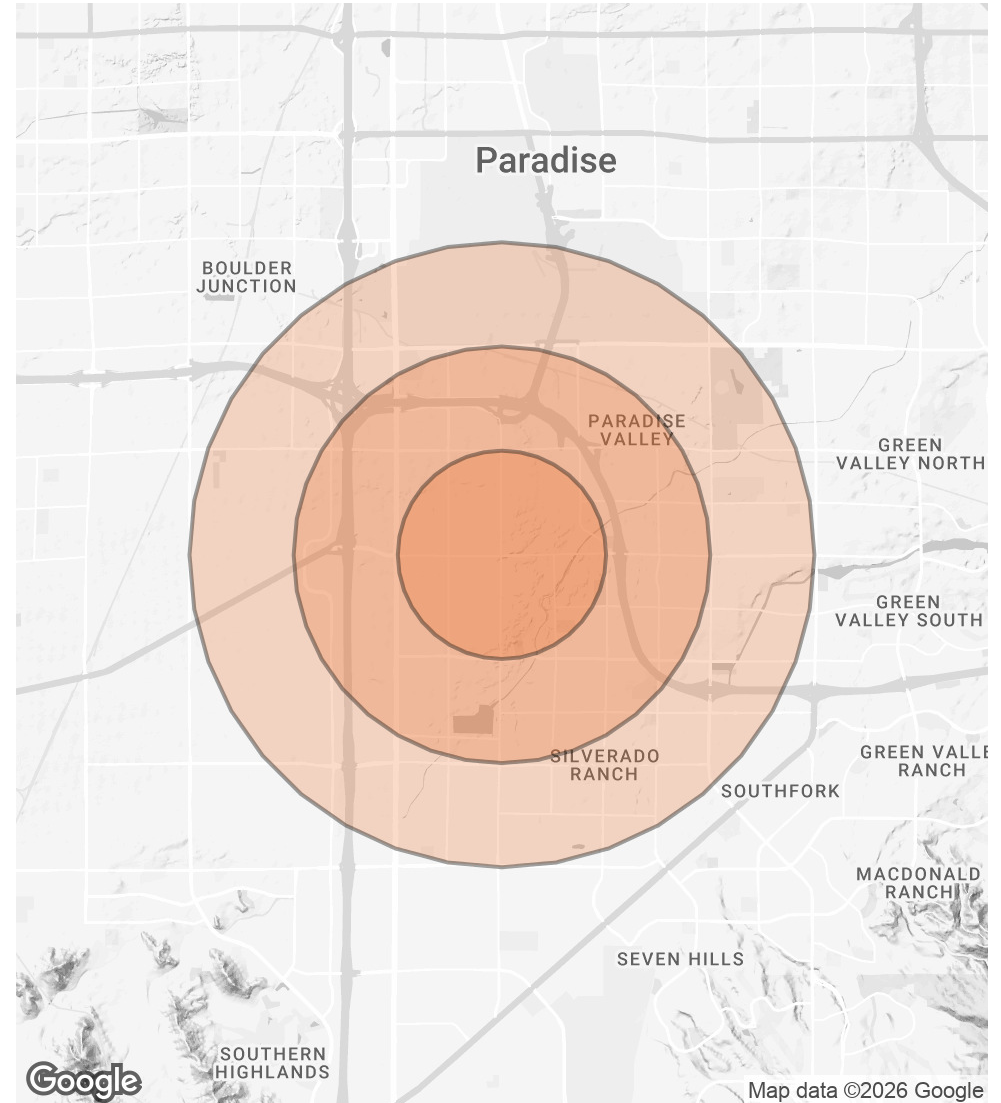 Paradise
BOULDER
JUNCTION
PARADISE
VALLEY
GREEN
VALLEY NORTH
GREEN
VALLEY SOUTH
SILVERADO
RANCH
GREEN VALLE
RANCH
SOUTHFORK
MACDONALD
RANCH
SEVEN HILLS
SOUTHERN
HIGHLANDS
Google
Map data ©2026 Google